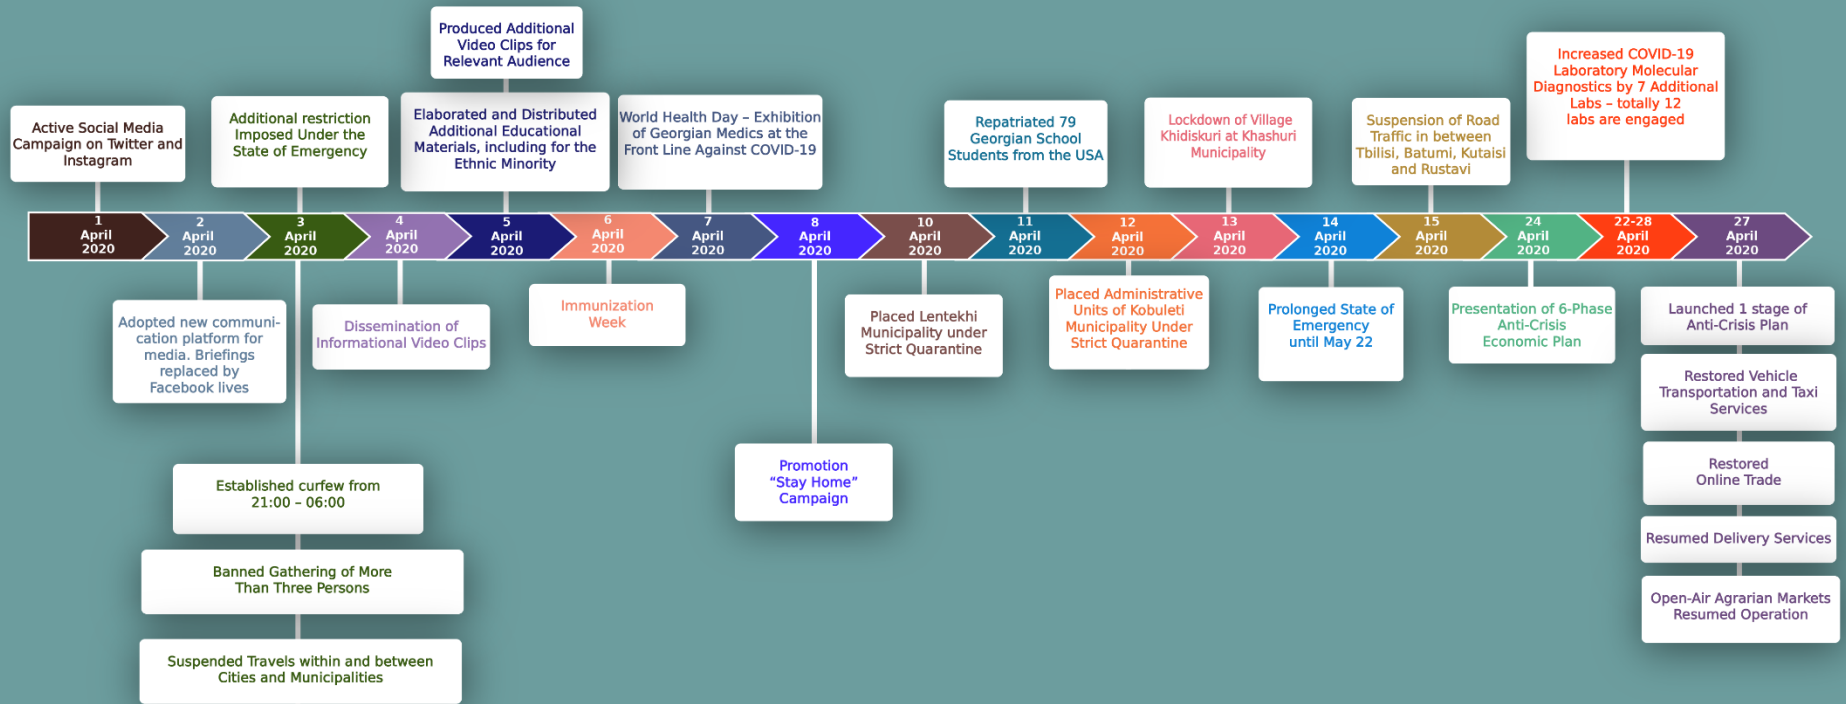 Produced Additional
Video Clips for
Relevant Audience
Active Social Media
Campaign on Twitter and
Instagram
Additional restriction
Imposed Under the
State of Emergency
Elaborated and Distributed
Additional Educational
Materials, including for the
Ethnic Minority
World Health Day – Exhibition
of Georgian Medics at the
Front Line Against COVID-19
Repatriated 79
Georgian School
Students from the USA
Lockdown of Village
Khidiskuri at Khashuri
Municipality
Suspension of Road
Traffic in between
Tbilisi, Batumi, Kutaisi
and Rustavi
Increased COVID-19
Laboratory Molecular
Diagnostics by 7 Additional
Labs – totally 12
labs are engaged
1
April
2020
2
April
2020
3
April
2020
4
April
2020
5
April
2020
6
April
2020
7
April
2020
8
April
2020
10
April
2020
11
April
2020
12
April
2020
13
April
2020
14
April
2020
15
April
2020
24
April
2020
22-28
April
2020
27
April
2020
Adopted new communi-
cation platform for
media. Briefings
replaced by
Facebook lives
Established curfew from
21:00 – 06:00
Banned Gathering of More
Than Three Persons
Suspended Travels within and between
Cities and Municipalities
Dissemination of
Informational Video Clips
Immunization
Week
Promotion
“Stay Home”
Campaign
Placed Lentekhi
Municipality under
Strict Quarantine
Placed Administrative
Units of Kobuleti
Municipality Under
Strict Quarantine
Prolonged State of
Emergency
until May 22
Presentation of 6-Phase
Anti-Crisis
Economic Plan
Launched 1 stage of
Anti-Crisis Plan
Restored Vehicle
Transportation and Taxi
Services
Restored
Online Trade
Resumed Delivery Services
Open-Air Agrarian Markets
Resumed Operation